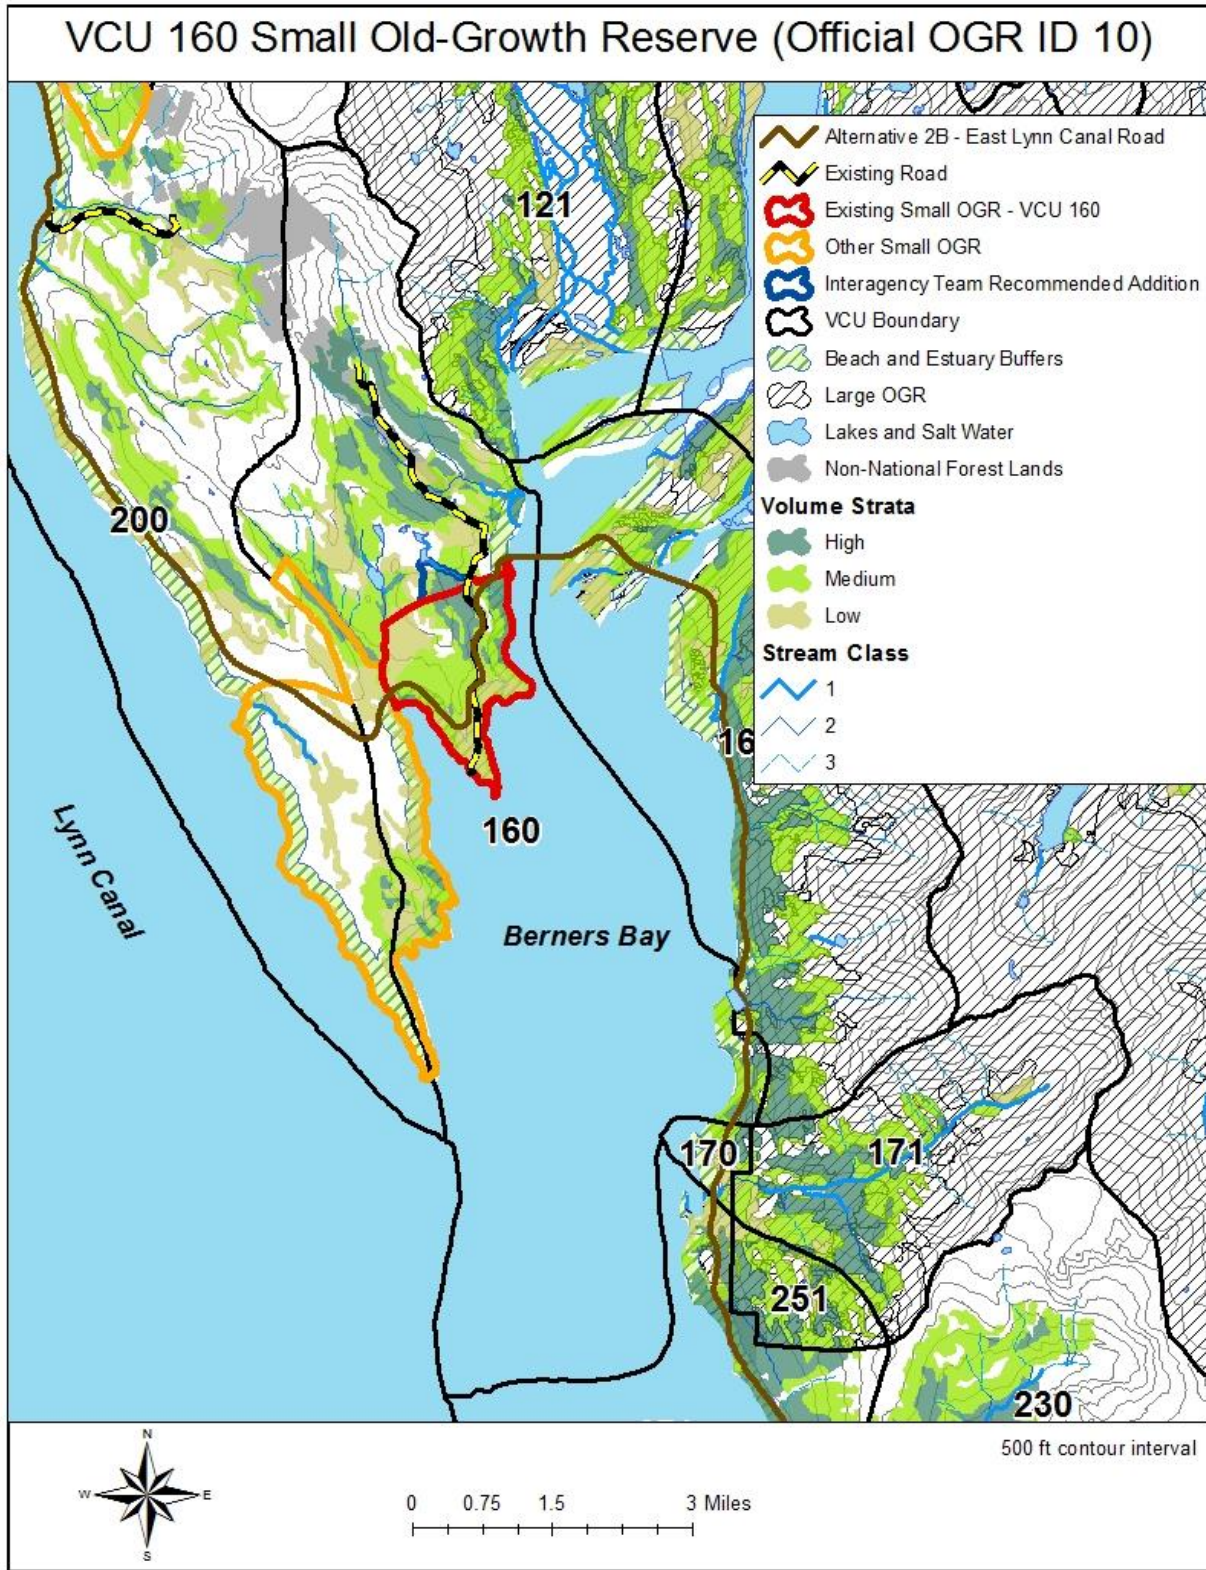 VCU 160 Small Old-Growth Reserve (Official OGR ID 10)
Alternative 2B - East Lynn Canal Road
Existing Road
Existing Small OGR - VCU 160
Other Small OGR
Interagency Team Recommended Addition
VCU Boundary
Beach and Estuary Buffers
Large OGR
Lakes and Salt Water
Non-National Forest Lands
Volume Strata
High
Medium
Low
Stream Class
1
2
3
121
200
16
160
Lynn Canal
Berners Bay
170
171
251
230
500 ft contour interval
N
W
E
S
0 0.75 1.5 3 Miles